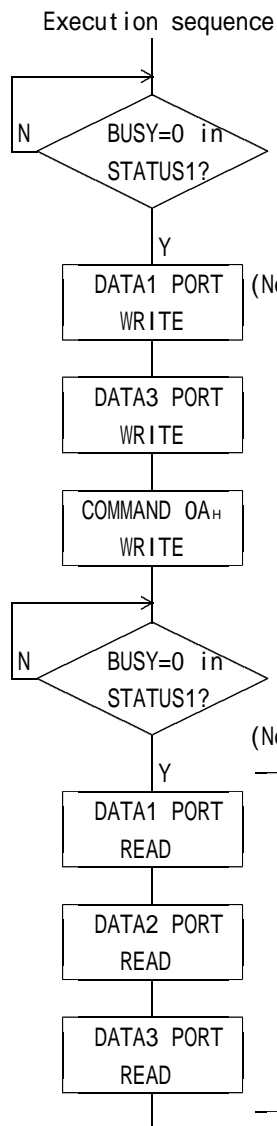 Execution sequence
N
BUSY=0 in
STATUS1?
Y
DATA1 PORT
WRITE
DATA3 PORT
WRITE
COMMAND 0AH
WRITE
N
BUSY=0 in
STATUS1?
Y
DATA1 PORT
READ
DATA2 PORT
READ
DATA3 PORT
READ